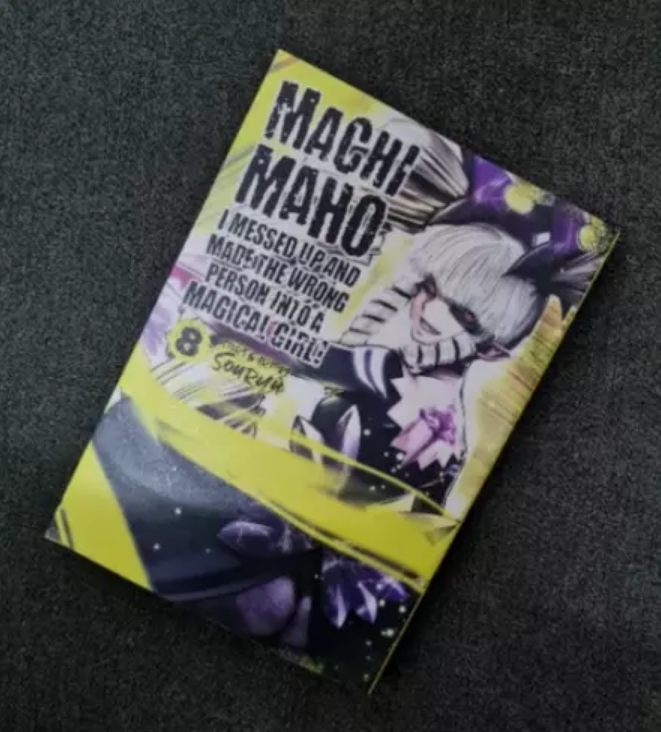 MACHI
MAHO
I MESSED UP AND
MADE THE WRONG
PERSON INTO A
MAGICAL GIRL!
8
SOURYU